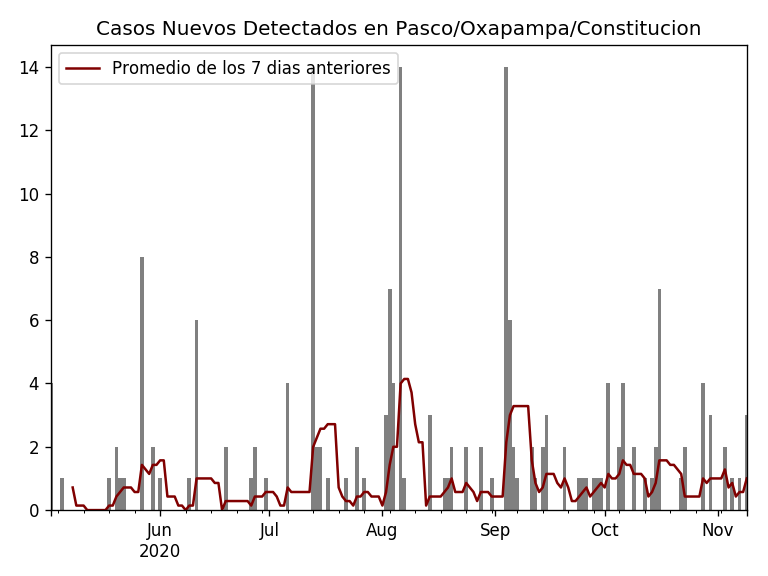 Casos Nuevos Detectados en Pasco/Oxapampa/Constitucion
Promedio de los 7 dias anteriores
14
12
10
8
6
4
2
0
Jun
2020
Jul
Aug
Sep
Oct
Nov